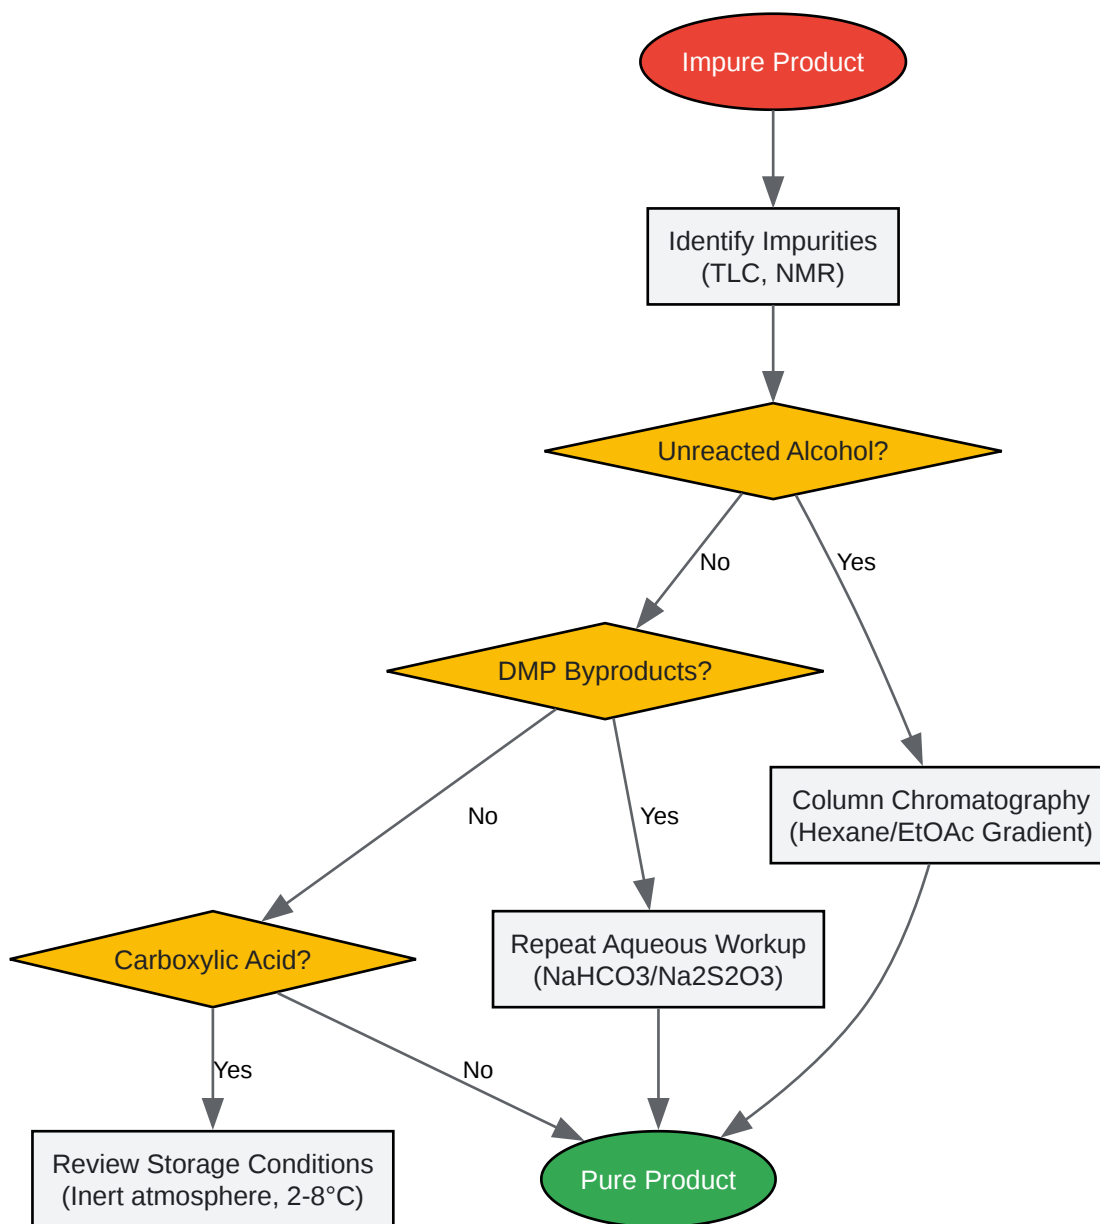 Impure Product
Identify Impurities
(TLC, NMR)
Unreacted Alcohol?
No
Yes
DMP Byproducts?
No
Yes
Column Chromatography
(Hexane/EtOAc Gradient)
Carboxylic Acid?
Repeat Aqueous Workup
(NaHCO3/Na2S2O3)
Yes
No
Review Storage Conditions
(Inert atmosphere, 2-8°C)
Pure Product